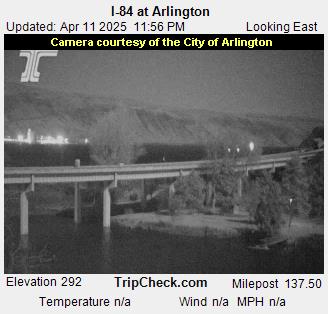 I-84 at Arlington
Updated: Apr 11 2025 11:56 PM Looking East
Camera courtesy of the City of Arlington
Elevation 292 TripCheck.com Milepost 137.50
Temperature n/a Wind n/a MPH n/a